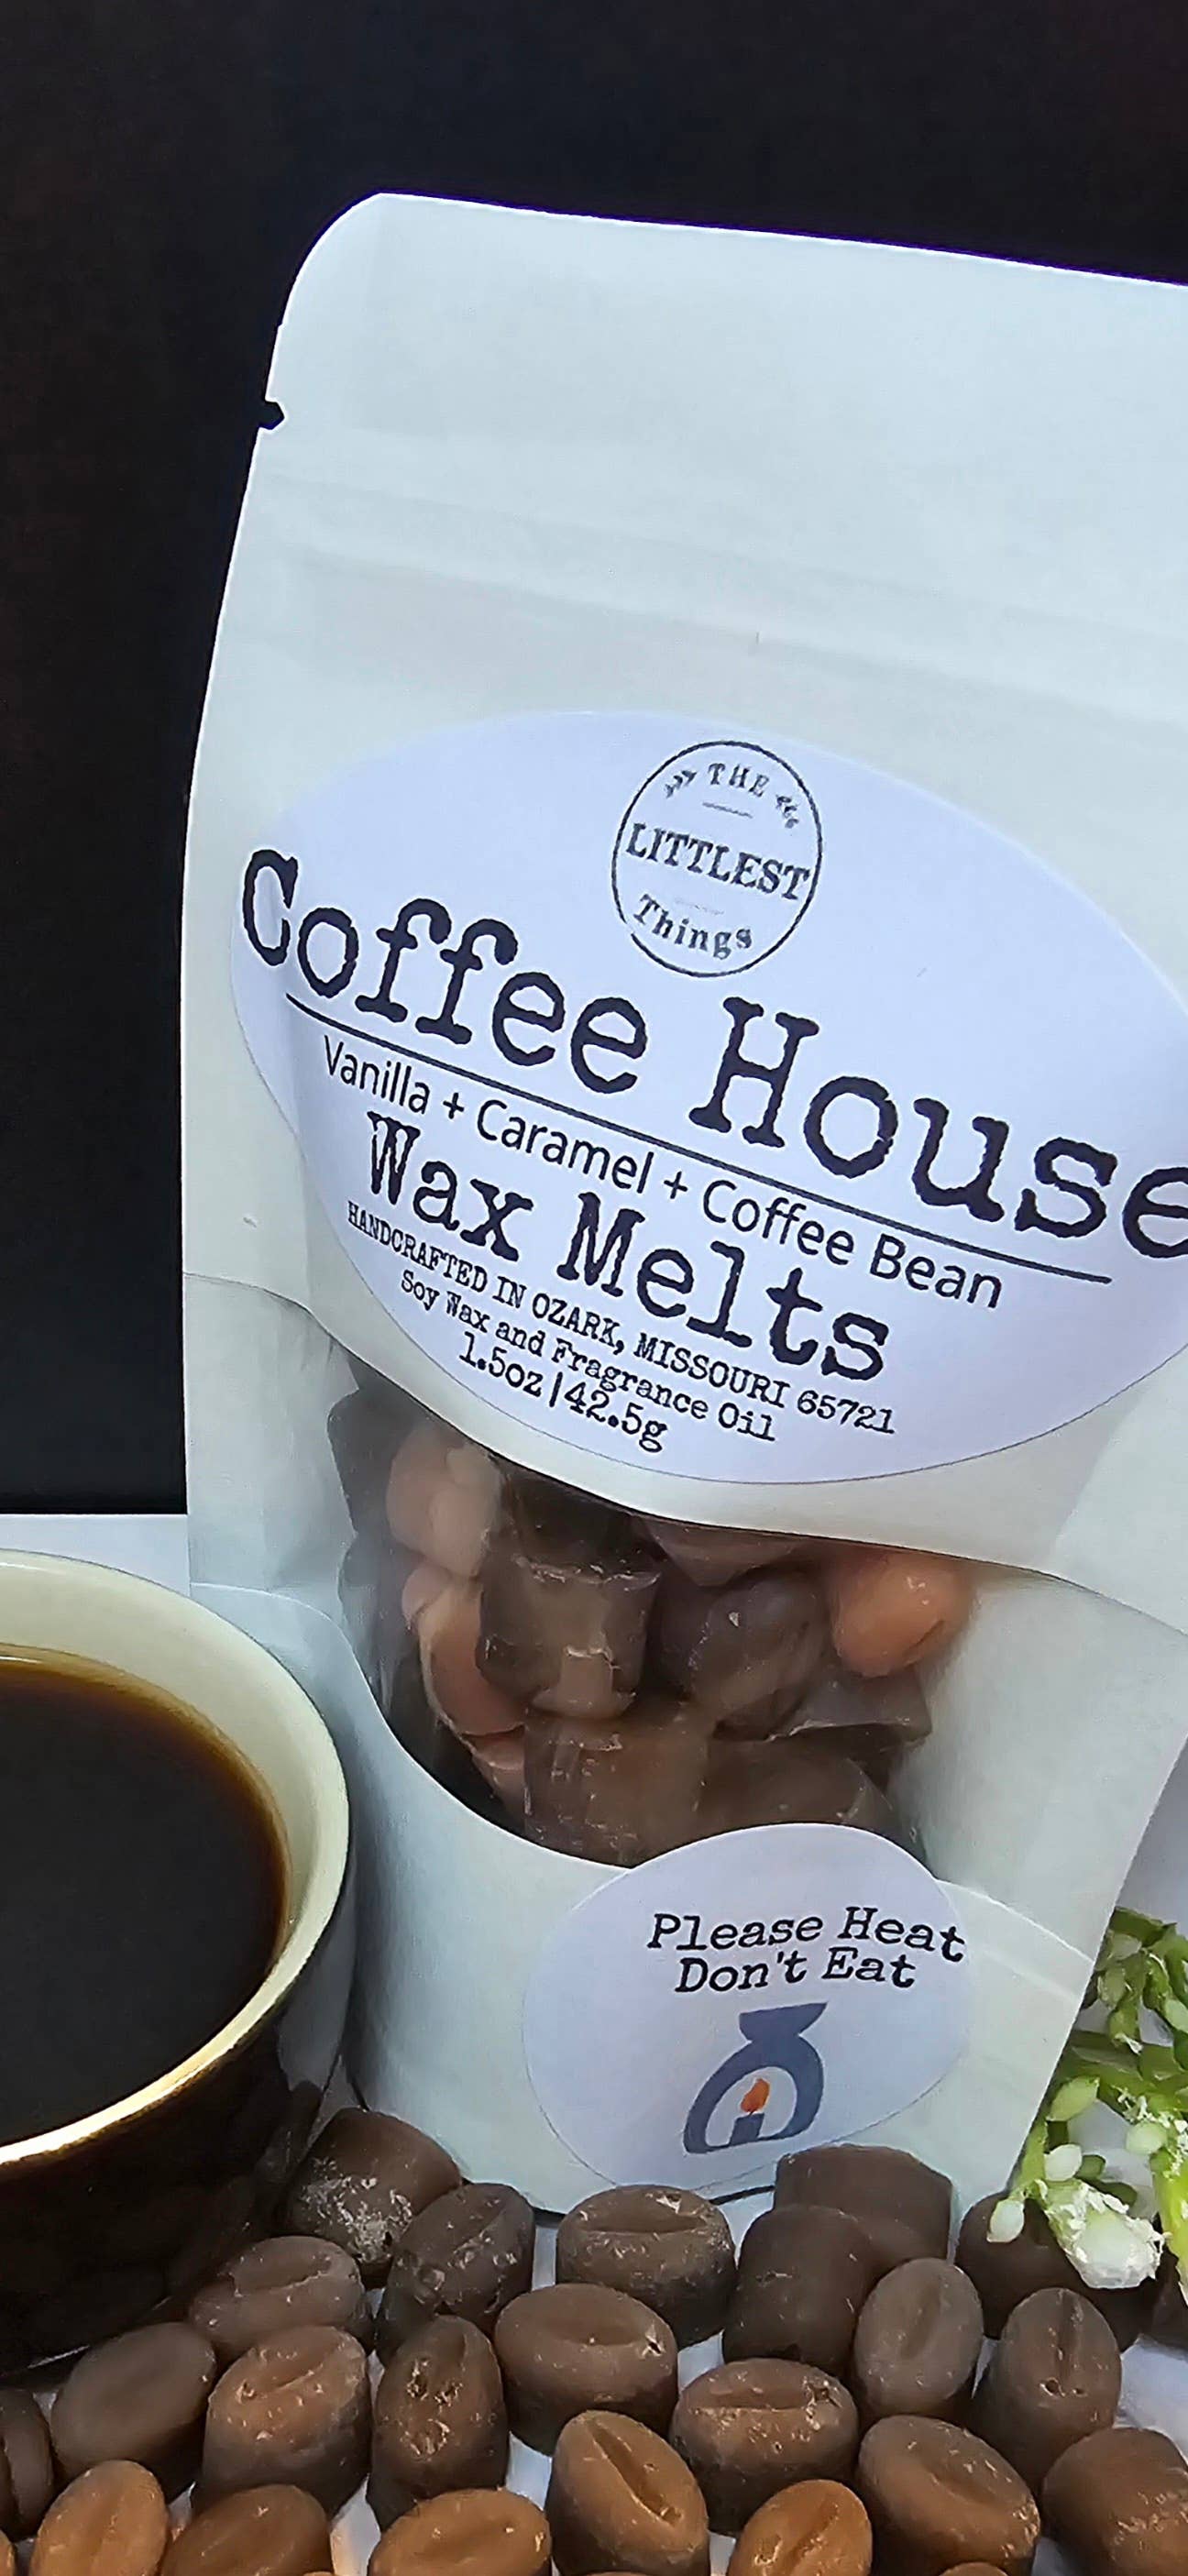 THE
LITTLEST
Things
Coffee House
Vanilla + Caramel + Coffee Bean
Wax Melts
HANDCRAFTED IN OZARK, MISSOURI 65721
Soy Wax and Fragrance Oil
1.5oz | 42.5g
Please Heat
Don't Eat